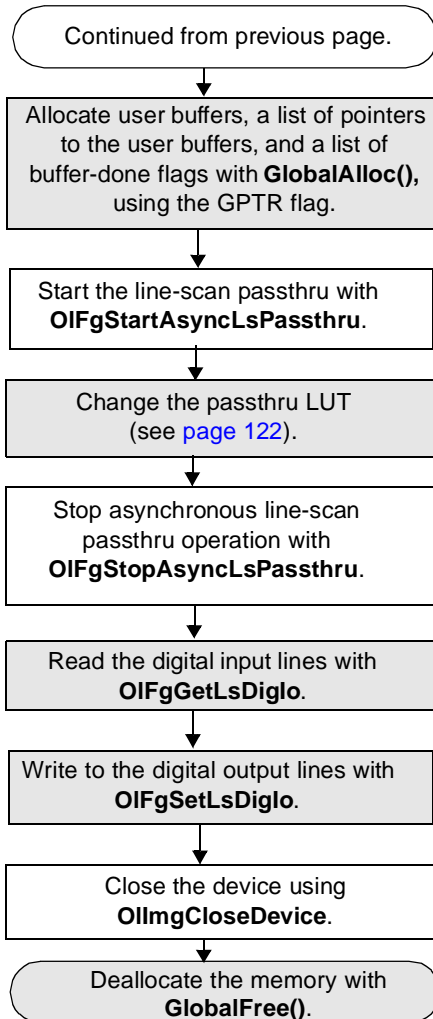 Continued from previous page.
Allocate user buffers, a list of pointers
to the user buffers, and a list of
buffer-done flags with GlobalAlloc(),
using the GPTR flag.
Start the line-scan passthru with
OlFgStartAsyncLsPassthru.
Change the passthru LUT
(see page 122).
Stop asynchronous line-scan
passthru operation with
OlFgStopAsyncLsPassthru.
Read the digital input lines with
OlFgGetLsDigIo.
Write to the digital output lines with
OlFgSetLsDigIo.
Close the device using
OlImgCloseDevice.
Deallocate the memory with
GlobalFree().